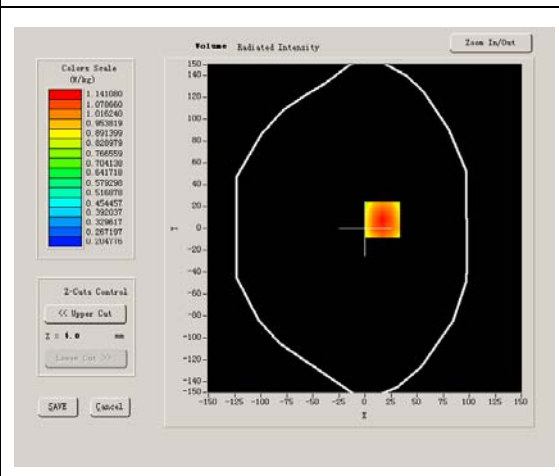 Volume Radiated Intensity
Zoom In/Out
Colors Scale
(W/kg)
1.141080
1.078660
1.016240
0.953819
0.891399
0.828979
0.766559
0.704138
0.641718
0.579298
0.516878
0.454457
0.392037
0.329617
0.267197
0.204776
Z-Cuts Control
<< Upper Cut
Z = 4.0 mm
Lower Cut >>
SAVE Cancel
150
140
120
100
80
60
40
20
0
-20
-40
-60
-80
-100
-120
-140
-150
Y
-150 -125 -100 -75 -50 -25 0 25 50 75 100 125 150
X